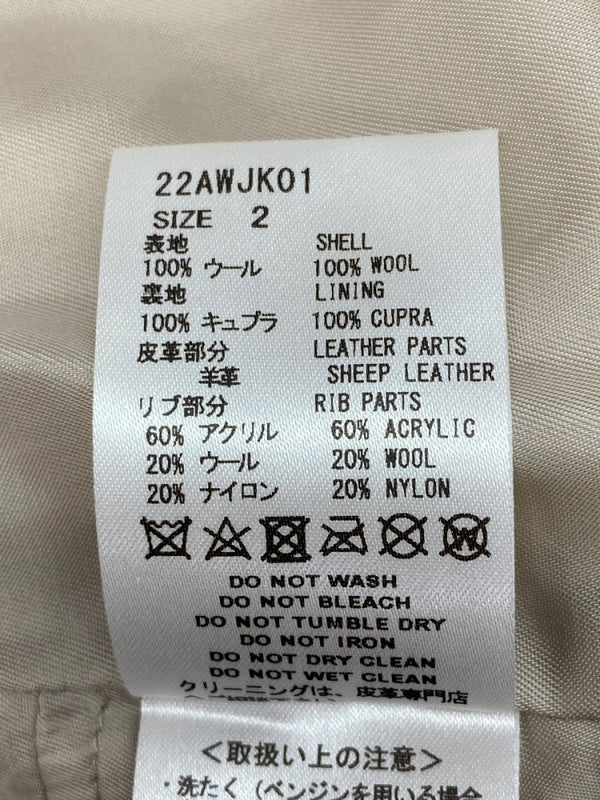 22AWJK01
SIZE 2
表地 SHELL
100% ウール 100% WOOL
裏地 LINING
100% キュプラ 100% CUPRA
皮革部分 LEATHER PARTS
羊革 SHEEP LEATHER
リブ部分 RIB PARTS
60% アクリル 60% ACRYLIC
20% ウール 20% WOOL
20% ナイロン 20% NYLON
DO NOT WASH
DO NOT BLEACH
DO NOT TUMBLE DRY
DO NOT IRON
DO NOT DRY CLEAN
DO NOT WET CLEAN
クリーニングは、皮革専門店
<取扱い上の注意>
・洗たく(ベンジンを用いる場合